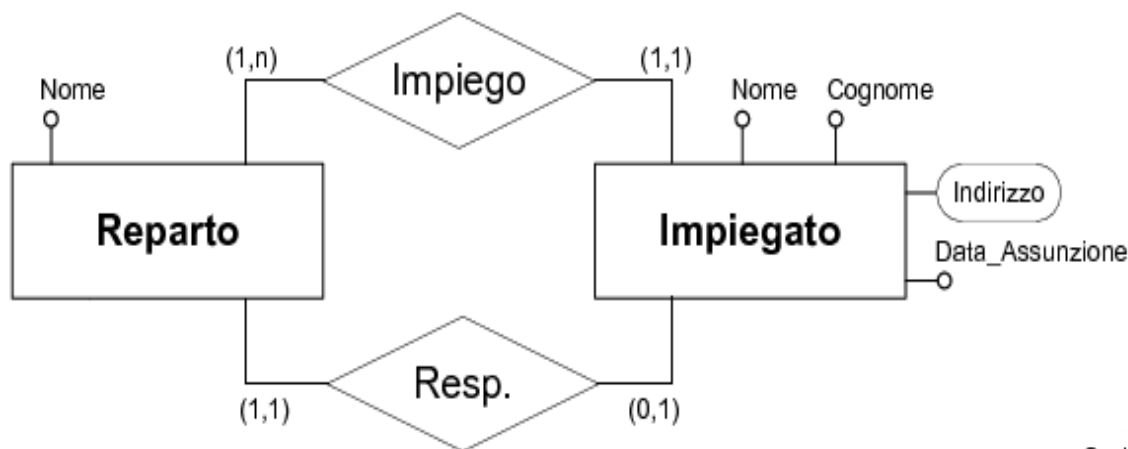 (1,n)
Impiego
(1,1)
Nome
Nome
Cognome
Reparto
Impiegato
Indirizzo
Data_Assunzione
(1,1)
Resp.
(0,1)